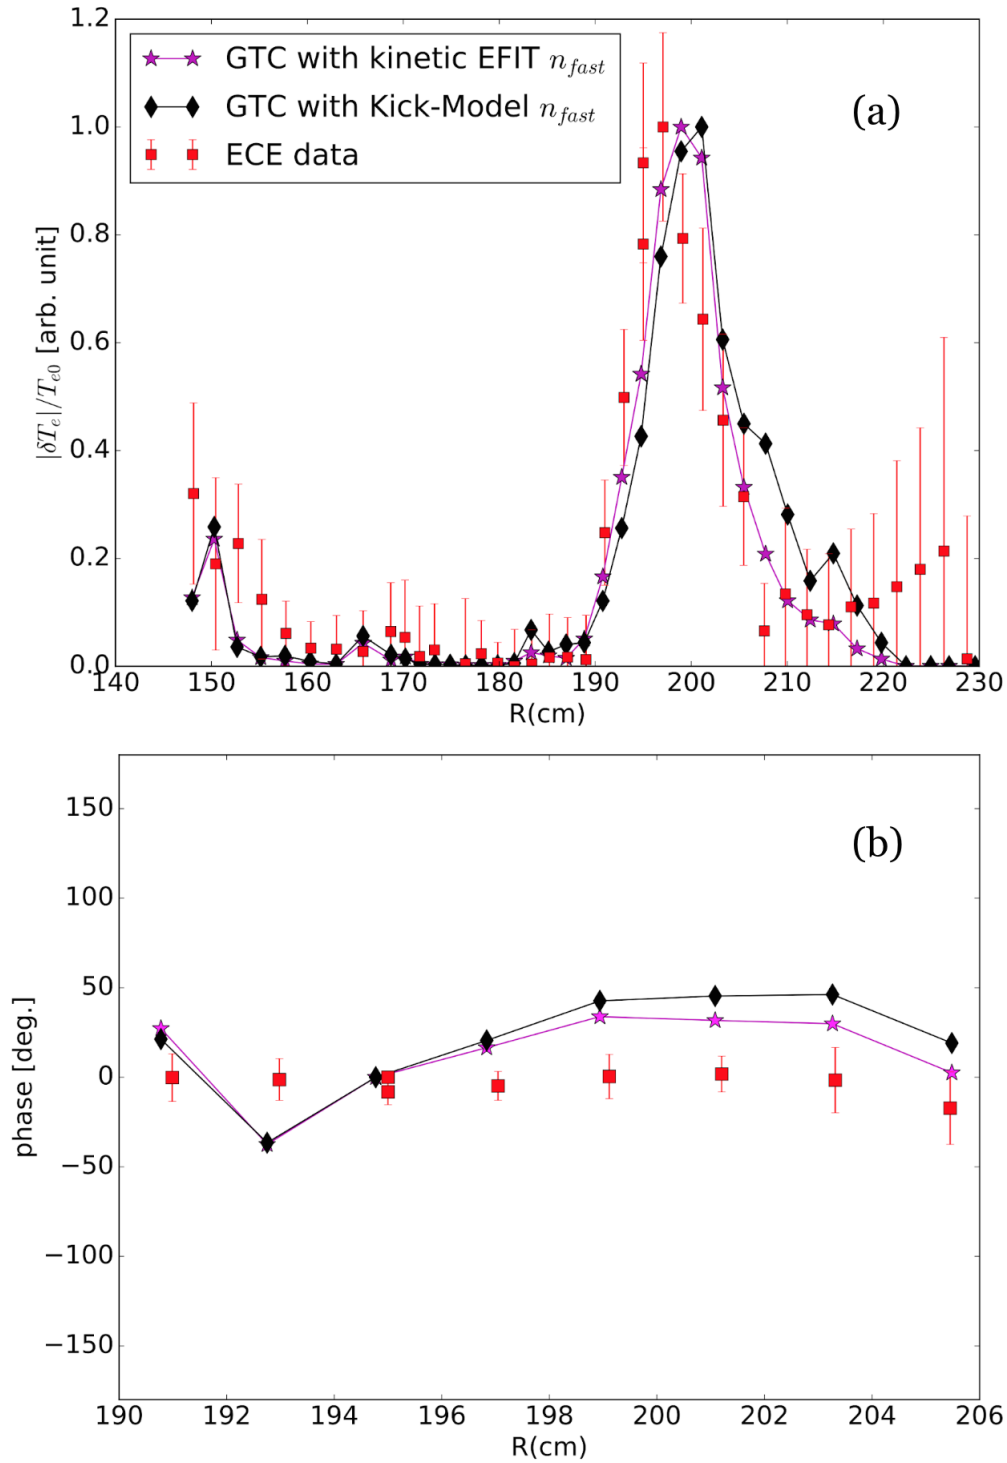 1.2
GTC with kinetic EFIT n_fast
GTC with Kick-Model n_fast
ECE data
(a)
1.0
0.8
0.6
0.4
0.2
0.0
|δT_e|/T_{e0} [arb. unit]
140 150 160 170 180 190 200 210 220 230
R(cm)
(b)
150
100
50
0
−50
−100
−150
phase [deg.]
190 192 194 196 198 200 202 204 206
R(cm)